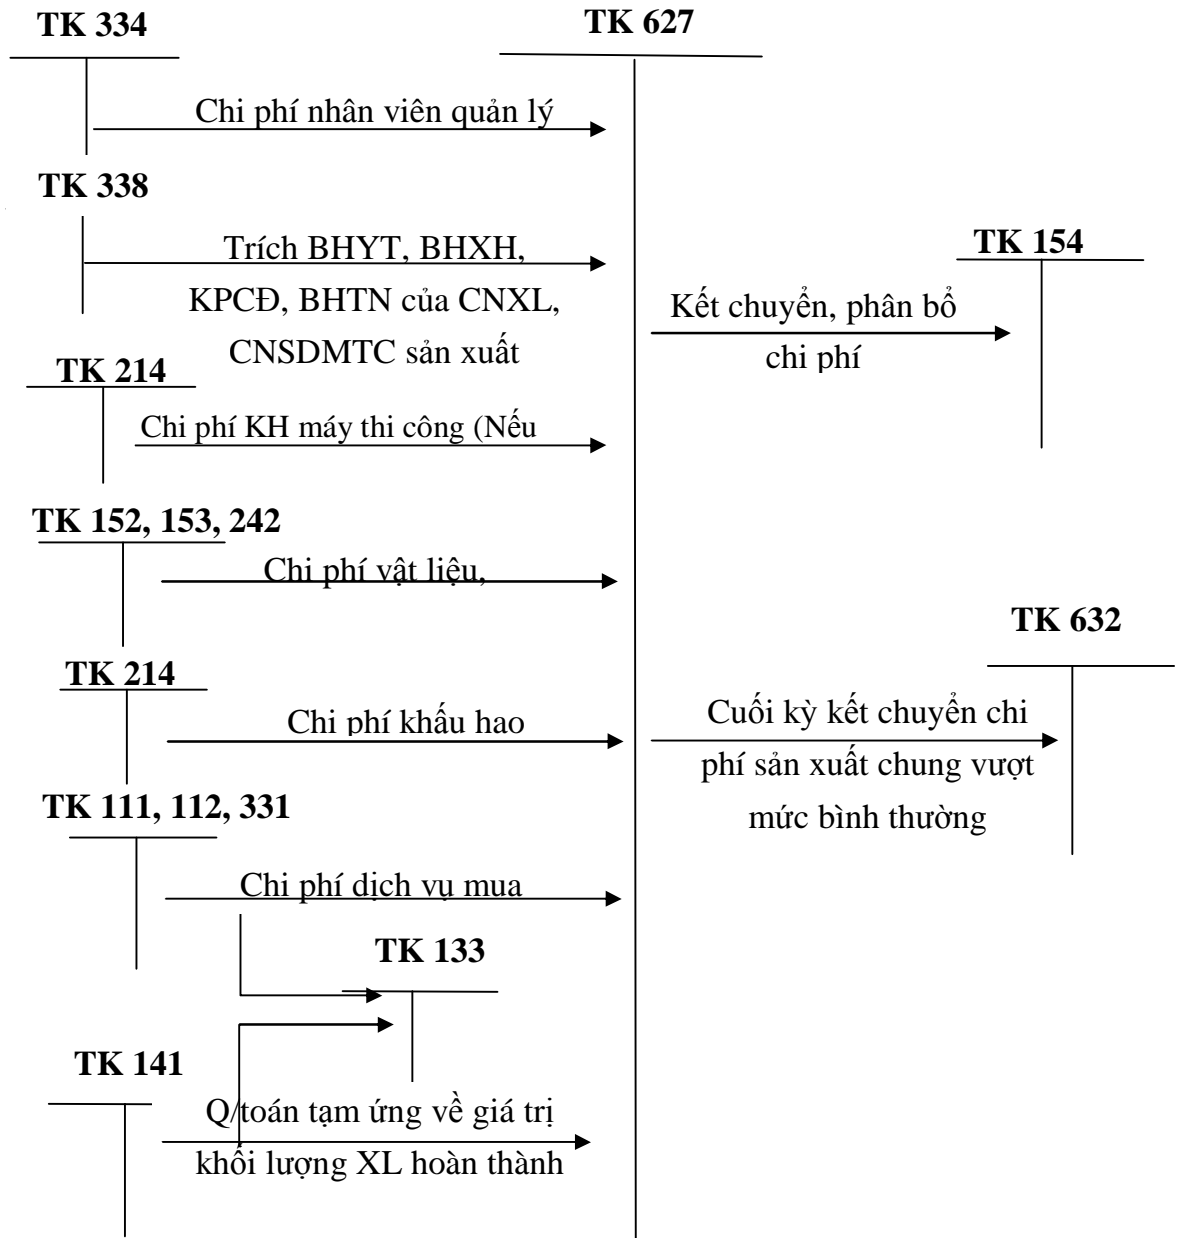 TK 334
TK 627
Chi phí nhân viên quản lý
TK 338
Trích BHYT, BHXH,
KPCĐ, BHTN của CNXL,
CNSDMTC sản xuất
TK 154
Kết chuyển, phân bổ
chi phí
TK 214
Chi phí KH máy thi công (Nếu
TK 152, 153, 242
Chi phí vật liệu,
TK 632
TK 214
Chi phí khấu hao
Cuối kỳ kết chuyển chi
phí sản xuất chung vượt
mức bình thường
TK 111, 112, 331
Chi phí dịch vụ mua
TK 133
TK 141
Q/toán tạm ứng về giá trị
khối lượng XL hoàn thành